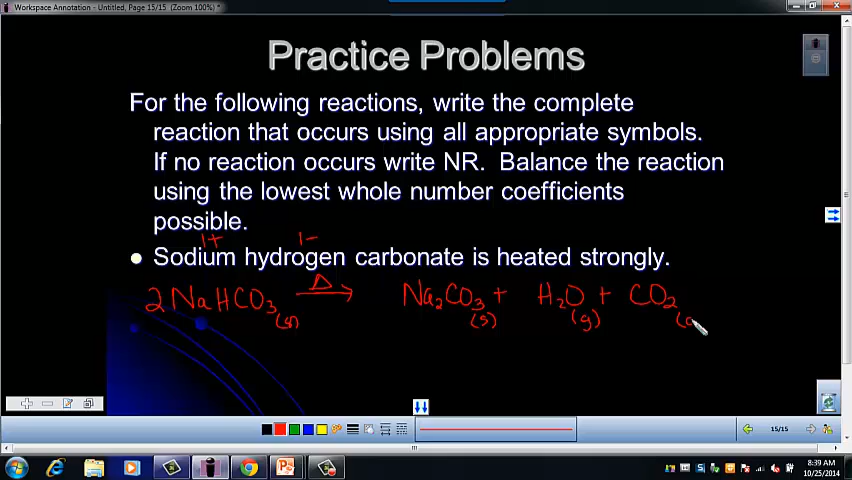 Workspace Annotation - Untitled, Page 15/15 (Zoom 100%) *
Practice Problems
For the following reactions, write the complete
reaction that occurs using all appropriate symbols.
If no reaction occurs write NR. Balance the reaction
using the lowest whole number coefficients
possible.
1+ 1-
● Sodium hydrogen carbonate is heated strongly.
2NaHCO₃(s) →Δ Na₂CO₃(s) + H₂O(g) + CO₂(
15/15
8:39 AM
10/25/2014